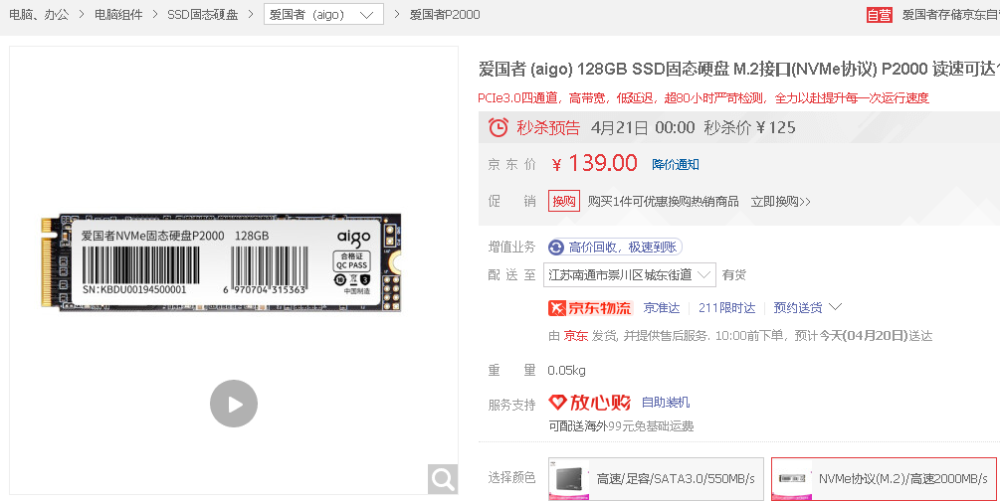 电脑、办公 > 电脑组件 > SSD固态硬盘 > 爱国者（aigo） > 爱国者P2000
自营 爱国者存储京东自
爱国者 (aigo) 128GB SSD固态硬盘 M.2接口(NVMe协议) P2000 读速可达
PCIe3.0四通道，高带宽，低延迟，超80小时严苛检测，全力以赴提升每一次运行速度
秒杀预告 4月21日 00:00 秒杀价￥125
京东价 ￥139.00 降价通知
促销 换购 购买1件可优惠换购热销商品 立即换购>>
增值业务 高价回收，极速到账
配送至 江苏南通市崇川区城东街道 有货
京东物流 京准达 211限时达 预约送货
由 京东 发货, 并提供售后服务. 10:00前下单，预计今天(04月20日)送达
重量 0.05kg
服务支持 放心购 自助装机
可配送海外99元免基础运费
选择颜色 高速/足容/SATA3.0/550MB/s NVMe协议(M.2)/高速2000MB/s
爱国者NVMe固态硬盘P2000 128GB
aigo
合格证
QC PASS
SN:KBDU00194500001
6 970704 315363
中国制造